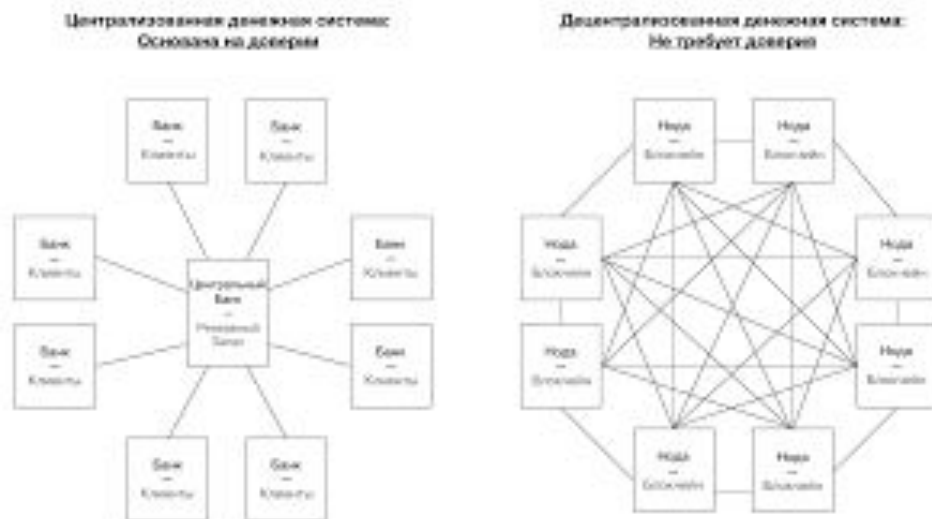 Централизованная денежная система:
Основана на доверии
Децентрализованная денежная система:
Не требует доверия
Банк
—
Клиенты
Банк
—
Клиенты
Банк
—
Клиенты
Банк
—
Клиенты
Центральный
Банк
—
Резервный
Банк
—
Клиенты
Банк
—
Клиенты
Банк
—
Клиенты
Банк
—
Клиенты
Нода
—
Блокчейн
Нода
—
Блокчейн
Нода
—
Блокчейн
Нода
—
Блокчейн
Нода
—
Блокчейн
Нода
—
Блокчейн
Нода
—
Блокчейн
Нода
—
Блокчейн